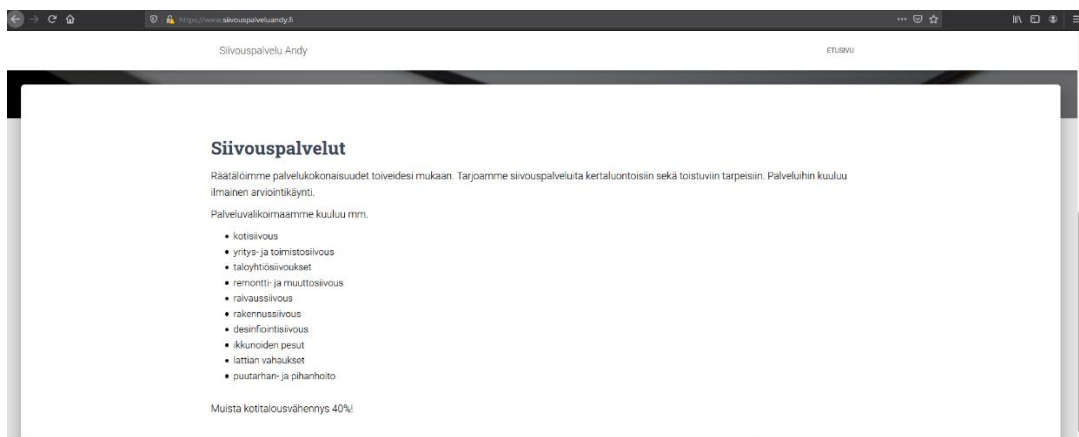 https://www.siivouspalveluandy.fi
Siivouspalvelu Andy
ETUSIVU
Siivouspalvelut
Räätälöimme palvelukokonaisuudet toiveidesi mukaan. Tarjoamme siivouspalveluita kertaluontoisiin sekä toistuviin tarpeisiin. Palveluihin kuuluu
ilmainen arviointikäynti.
Palveluvalikoimaamme kuuluu mm.
• kotisiivous
• yritys- ja toimistosiivous
• taloyhtiösiivoukset
• remontti- ja muuttosiivous
• raivaussiivous
• rakennussiivous
• desinfiointisiivous
• ikkunoiden pesut
• lattian vahaukset
• puutarhan- ja pihanhoito
Muista kotitalousvähennys 40%!